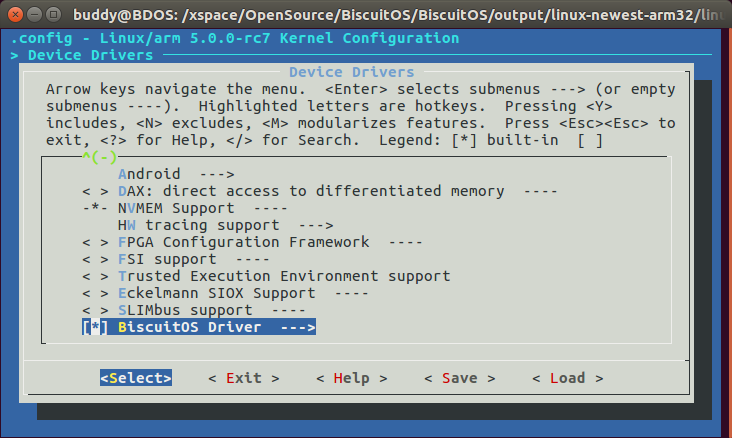 buddy@BDOS: /xspace/OpenSource/BiscuitOS/BiscuitOS/output/linux-newest-arm32/linux
.config - Linux/arm 5.0.0-rc7 Kernel Configuration
> Device Drivers
Device Drivers
Arrow keys navigate the menu.  <Enter> selects submenus ---> (or empty
submenus ----).  Highlighted letters are hotkeys.  Pressing <Y>
includes, <N> excludes, <M> modularizes features.  Press <Esc><Esc> to
exit, <?> for Help, </> for Search.  Legend: [*] built-in  [ ]
^(-)
Android  --->
< > DAX: direct access to differentiated memory  ----
-*- NVMEM Support  ----
HW tracing support  --->
< > FPGA Configuration Framework  ----
< > FSI support  ----
< > Trusted Execution Environment support
< > Eckelmann SIOX Support  ----
< > SLIMbus support  ----
[*] BiscuitOS Driver  --->
<Select>    < Exit >    < Help >    < Save >    < Load >